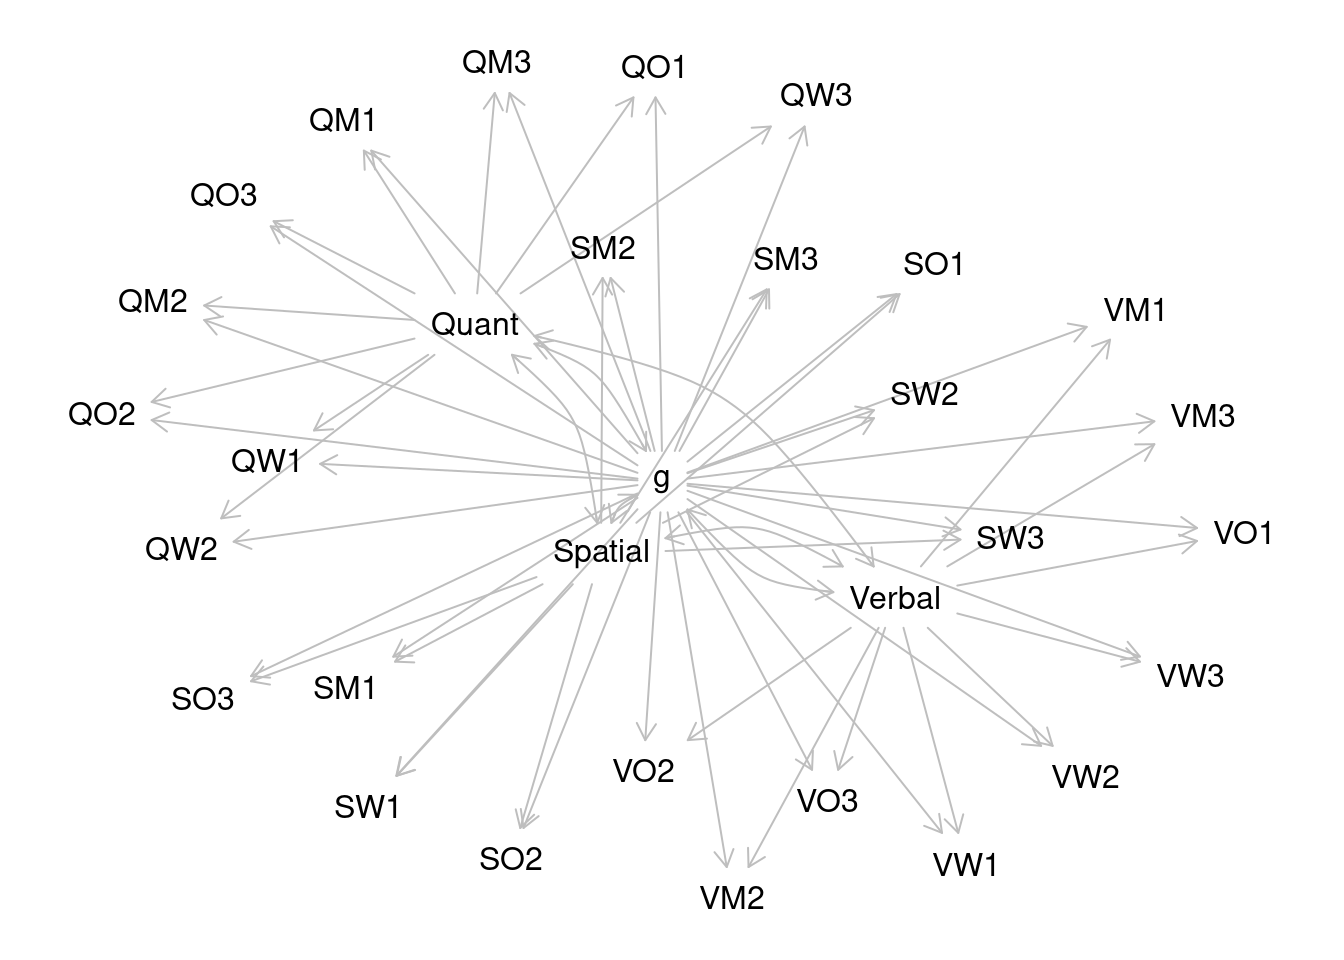 QM3
QO1
QW3
QM1
QO3
SM2
SM3
SO1
QM2
VM1
Quant
SW2
QO2
VM3
QW1
g
SW3
VO1
QW2
Spatial
Verbal
VW3
SM1
SO3
VO2
VW2
VO3
SW1
SO2
VW1
VM2